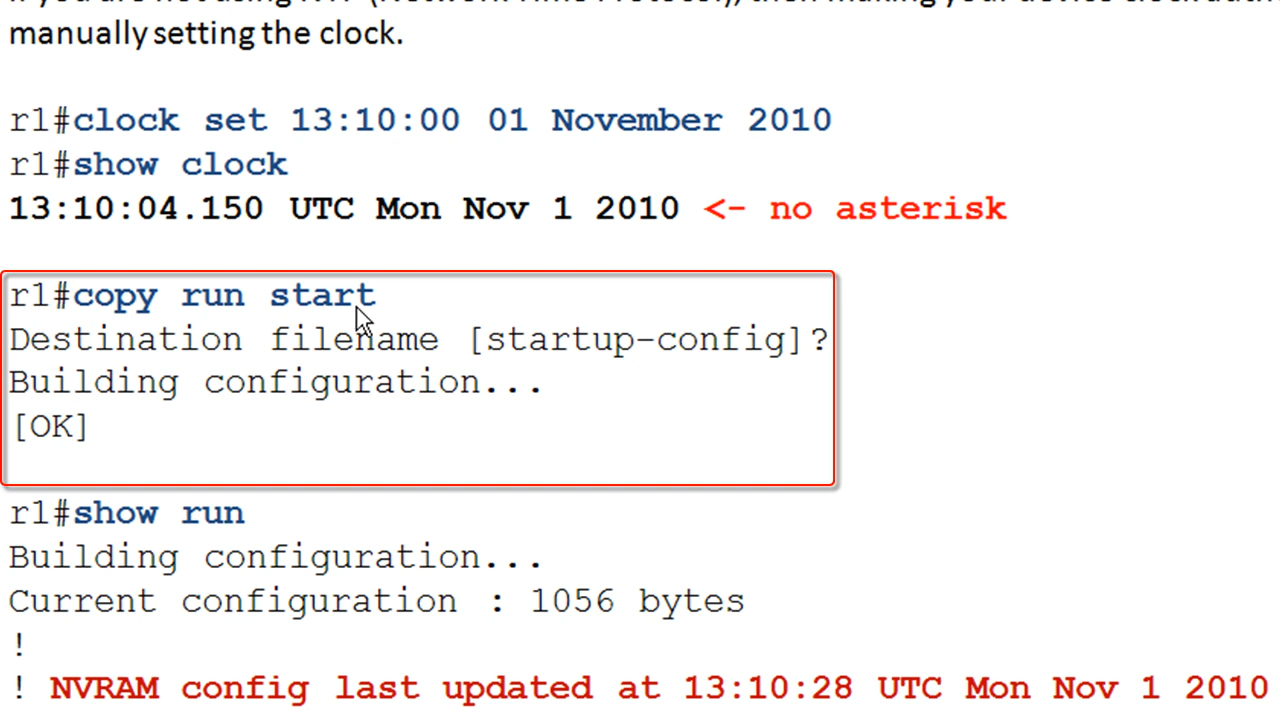 manually setting the clock.
r1#clock set 13:10:00 01 November 2010
r1#show clock
13:10:04.150 UTC Mon Nov 1 2010 <- no asterisk
r1#copy run start
Destination filename [startup-config]?
Building configuration...
[OK]
r1#show run
Building configuration...
Current configuration : 1056 bytes
!
! NVRAM config last updated at 13:10:28 UTC Mon Nov 1 2010